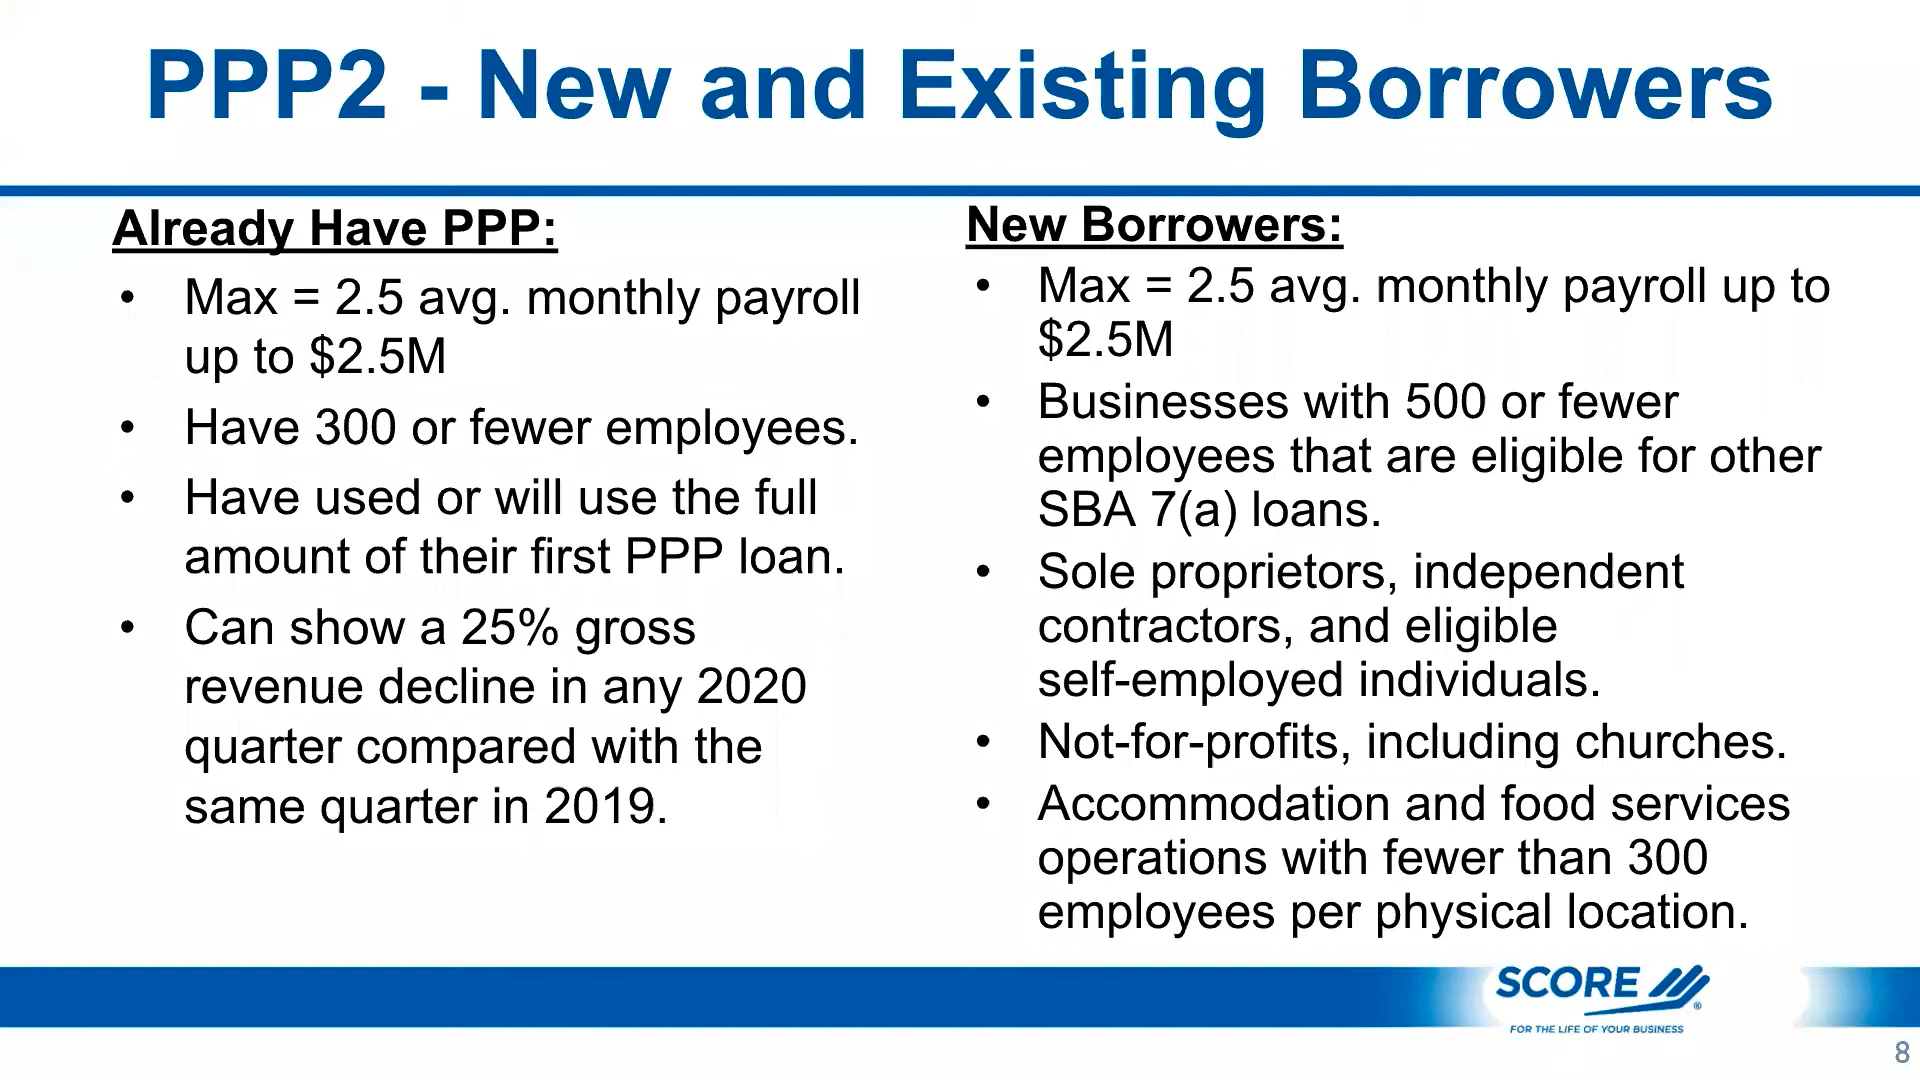 PPP2 - New and Existing Borrowers
Already Have PPP:
• Max = 2.5 avg. monthly payroll
up to $2.5M
• Have 300 or fewer employees.
• Have used or will use the full
amount of their first PPP loan.
• Can show a 25% gross
revenue decline in any 2020
quarter compared with the
same quarter in 2019.
New Borrowers:
• Max = 2.5 avg. monthly payroll up to
$2.5M
• Businesses with 500 or fewer
employees that are eligible for other
SBA 7(a) loans.
• Sole proprietors, independent
contractors, and eligible
self-employed individuals.
• Not-for-profits, including churches.
• Accommodation and food services
operations with fewer than 300
employees per physical location.
SCORE ®
FOR THE LIFE OF YOUR BUSINESS
8